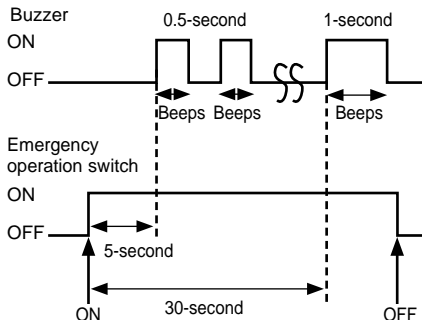 Buzzer
0.5-second 1-second
ON
OFF
Beeps Beeps Beeps
Emergency
operation switch
ON
OFF
5-second
30-second
ON OFF